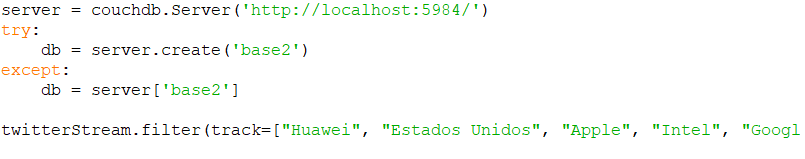 server = couchdb.Server('http://localhost:5984/')
try:
    db = server.create('base2')
except:
    db = server['base2']
twitterStream.filter(track=["Huawei", "Estados Unidos", "Apple", "Intel", "Googl